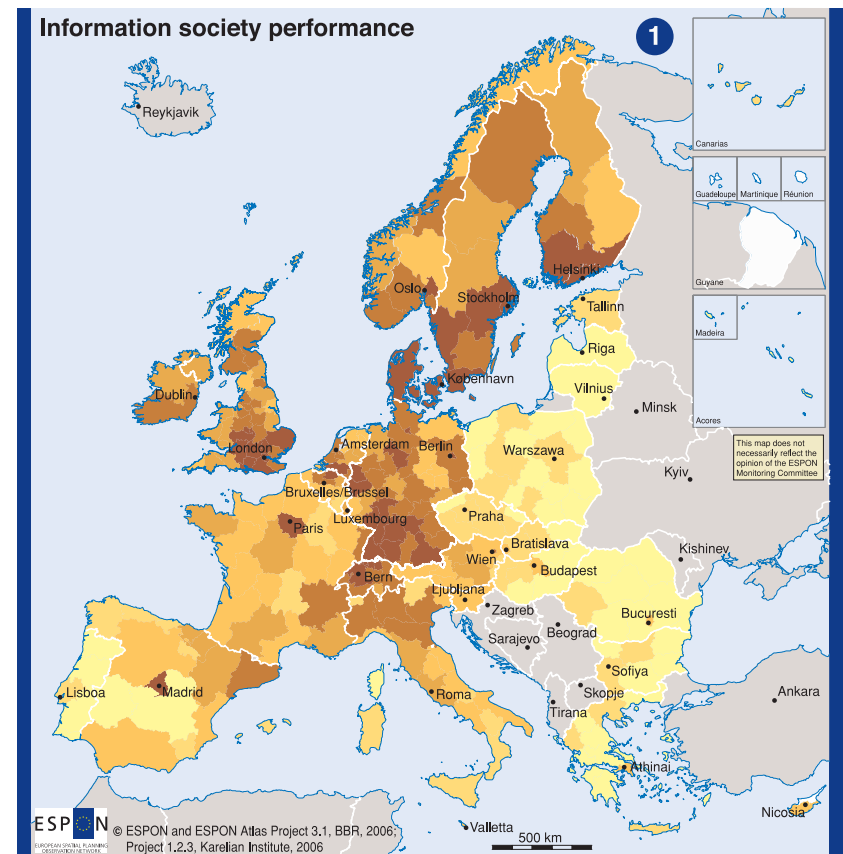 Information society performance
1
Reykjavik
Canarias
Guadeloupe
Martinique
Réunion
Guyane
Madeira
Acores
This map does not
necessarily reflect the
opinion of the ESPON
Monitoring Committee
Helsinki
Oslo
Stockholm
Tallinn
Riga
København
Vilnius
Minsk
Dublin
London
Amsterdam
Berlin
Warszawa
Kyiv
Bruxelles/Brussel
Luxembourg
Praha
Paris
Bratislava
Wien
Kishinev
Budapest
Bern
Ljubljana
Zagreb
Bucuresti
Beograd
Sarajevo
Sofiya
Lisboa
Madrid
Roma
Skopje
Tirana
Ankara
Athinai
Nicosia
Valletta
500 km
ESPON
EUROPEAN SPATIAL PLANNING
OBSERVATION NETWORK
© ESPON and ESPON Atlas Project 3.1, BBR, 2006;
Project 1.2.3, Karelian Institute, 2006